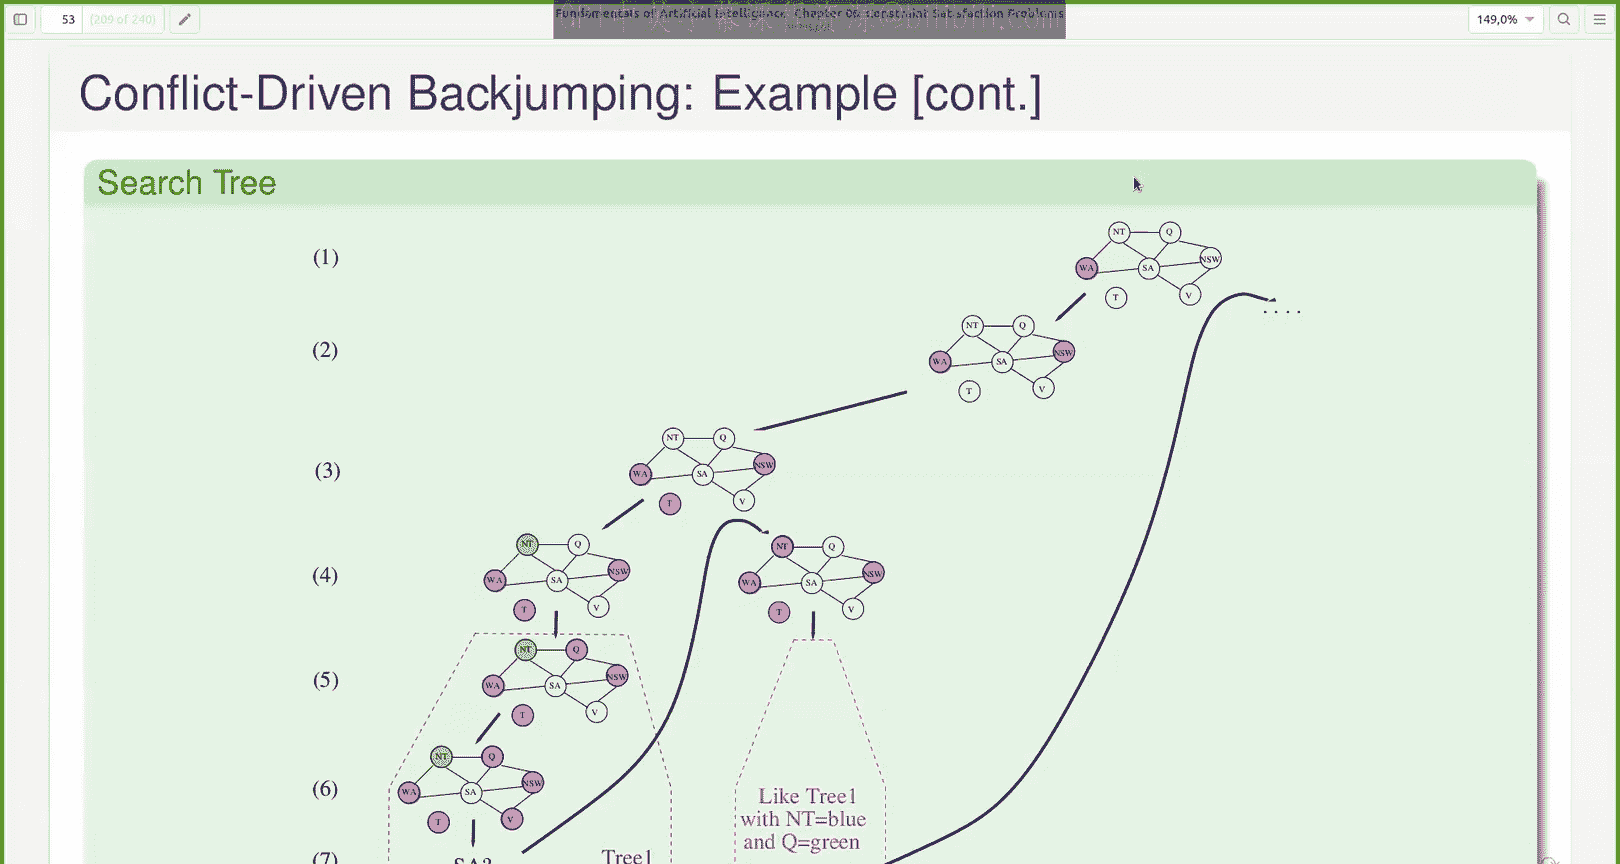 53 (209 of 240)
Fundamentals of Artificial Intelligence: Chapter 06: Constraint Satisfaction Problems
149,0%
Conflict-Driven Backjumping: Example [cont.]
Search Tree
(1)
NT Q
WA SA NSW
T V
. . . .
(2)
NT Q
WA SA NSW
T V
(3)
NT Q
WA SA NSW
T V
(4)
NT Q
WA SA NSW
T V
NT Q
WA SA NSW
T V
(5)
NT Q
WA SA NSW
T V
(6)
NT Q
WA SA NSW
T V
Like Tree1
with NT=blue
and Q=green
(7)
SA?
Tree1